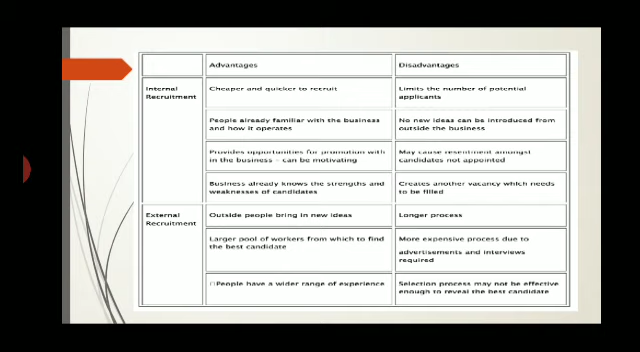 Advantages
Disadvantages
Internal
Recruitment
Cheaper and quicker to recruit
Limits the number of potential
applicants
People already familiar with the business
and how it operates
No new ideas can be introduced from
outside the business
Provides opportunities for promotion with
in the business - can be motivating
May cause resentment amongst
candidates not appointed
Business already knows the strengths and
weaknesses of candidates
Creates another vacancy which needs
to be filled
External
Recruitment
Outside people bring in new ideas
Longer process
Larger pool of workers from which to find
the best candidate
More expensive process due to
advertisements and interviews
required
People have a wider range of experience
Selection process may not be effective
enough to reveal the best candidate